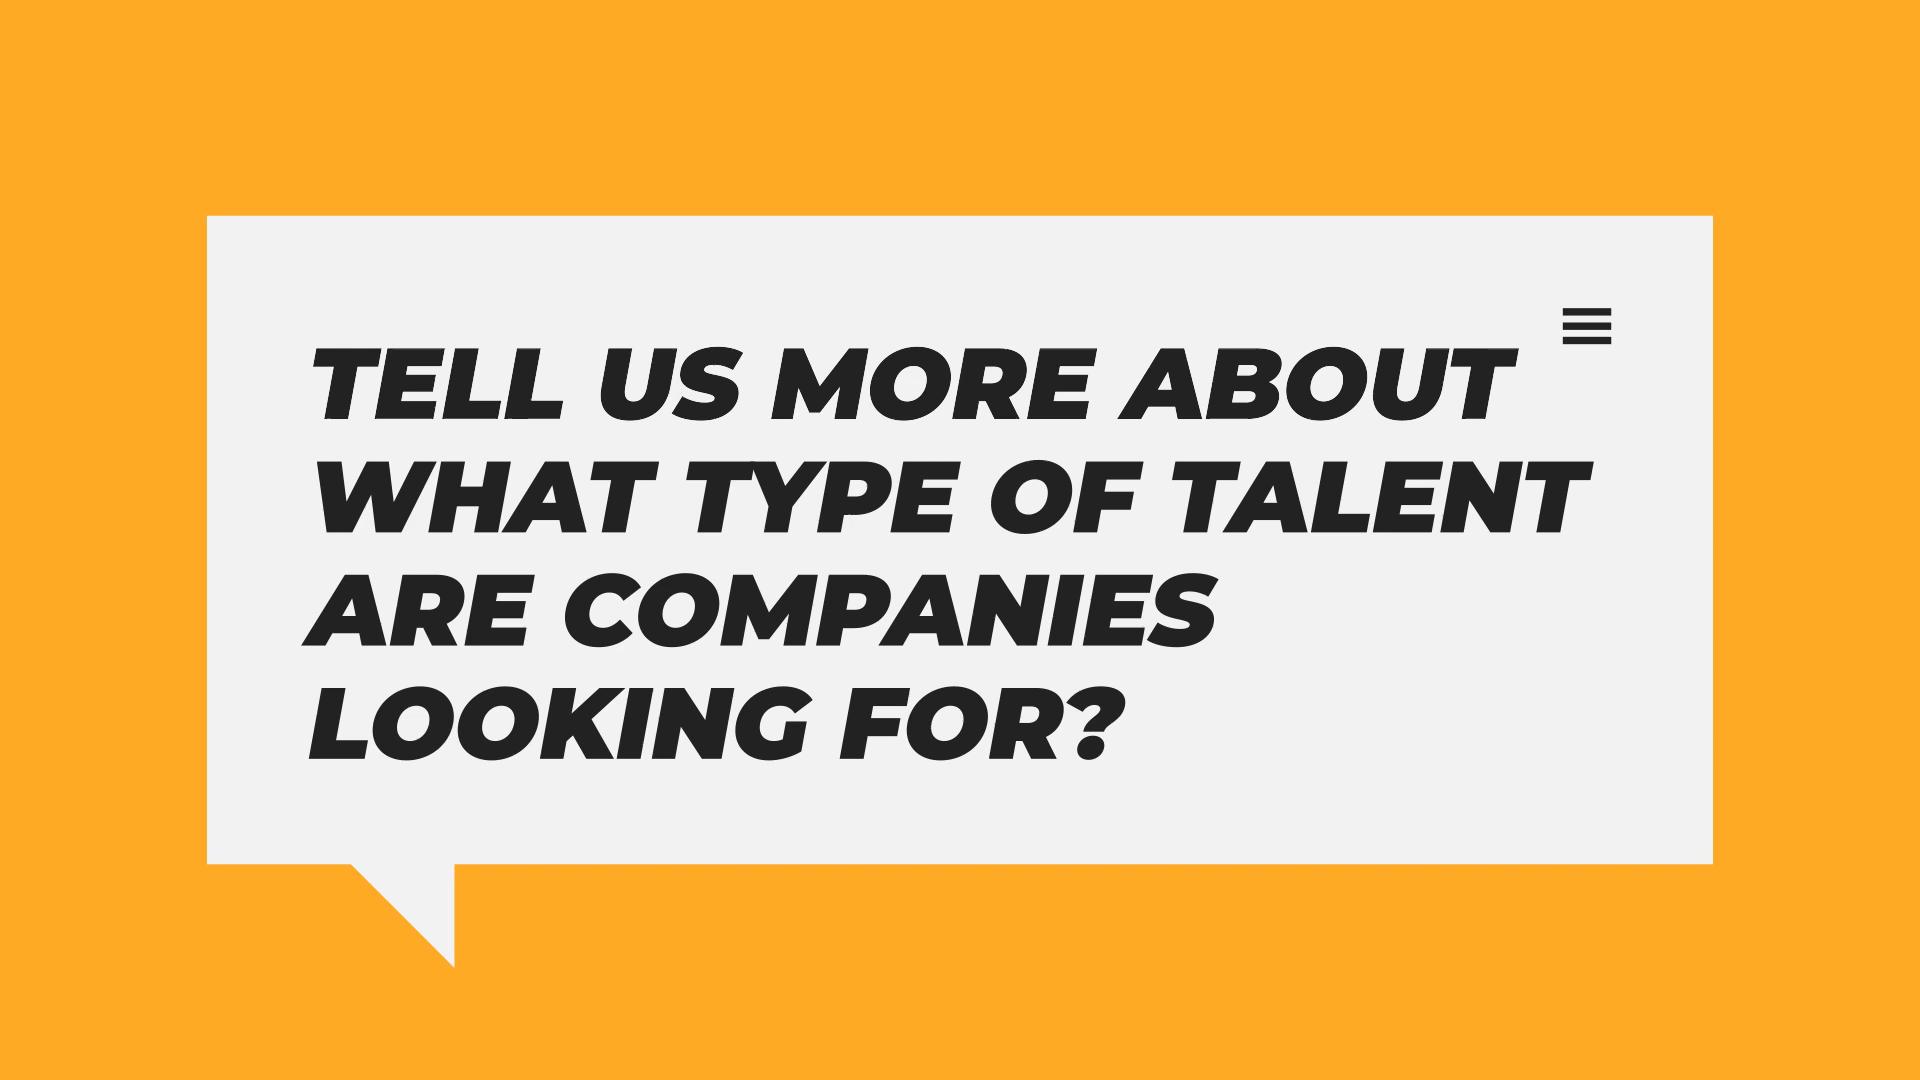 TELL US MORE ABOUT
WHAT TYPE OF TALENT
ARE COMPANIES
LOOKING FOR?